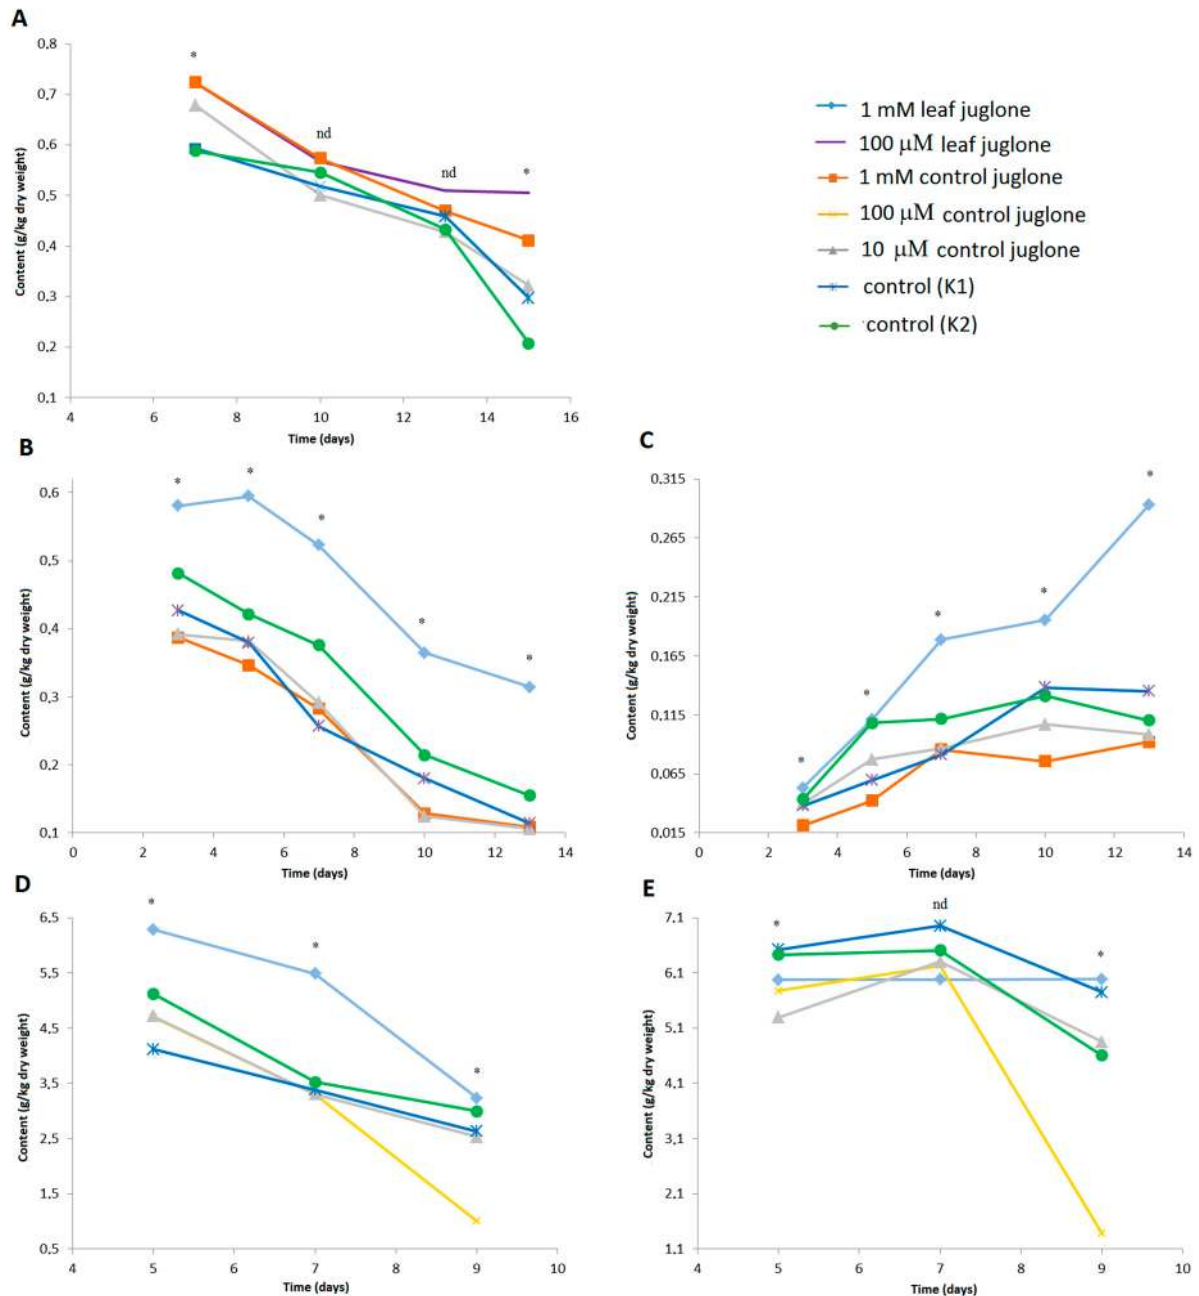 A
0,8
0,7
0,6
0,5
0,4
0,3
0,2
0,1
Content (g/kg dry weight)
*
nd
nd
*
4 6 8 10 12 14 16
Time (days)
1 mM leaf juglone
100 μM leaf juglone
1 mM control juglone
100 μM control juglone
10 μM control juglone
control (K1)
control (K2)
B
0,6
0,5
0,4
0,3
0,2
0,1
Content (g/kg dry weight)
* * * * *
0 2 4 6 8 10 12 14
Time (days)
C
0,315
0,265
0,215
0,165
0,115
0,065
0,015
Content (g/kg dry weight)
* * * * *
0 2 4 6 8 10 12 14
Time (days)
D
6,5
5,5
4,5
3,5
2,5
1,5
0,5
Content (g/kg dry weight)
* * *
4 5 6 7 8 9 10
Time (days)
E
7,1
6,1
5,1
4,1
3,1
2,1
1,1
Content (g/kg dry weight)
* nd *
4 5 6 7 8 9 10
Time (days)